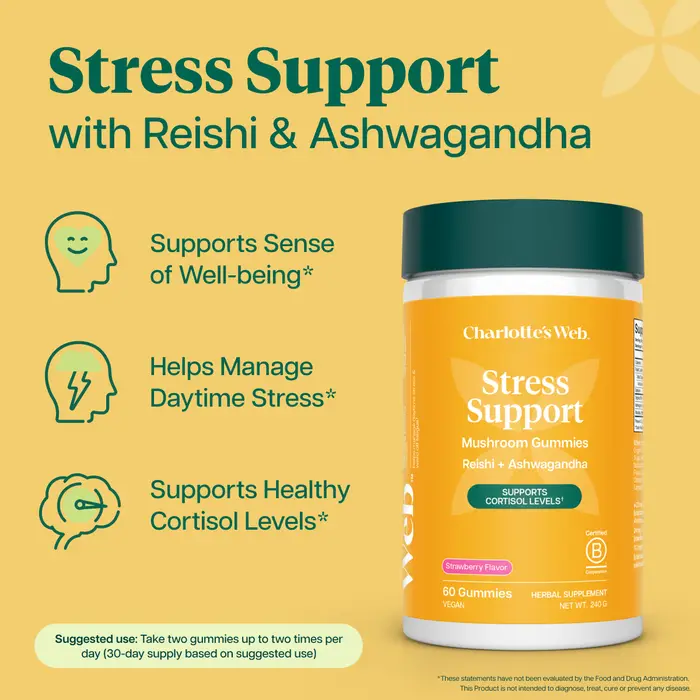 Stress Support
with Reishi & Ashwagandha
Supports Sense
of Well-being*
Helps Manage
Daytime Stress*
Supports Healthy
Cortisol Levels*
Suggested use: Take two gummies up to two times per
day (30-day supply based on suggested use)
Charlotte's Web.
Stress
Support
Mushroom Gummies
Reishi + Ashwagandha
SUPPORTS
CORTISOL LEVELS†
Certified
B
Corporation
Strawberry Flavor
60 Gummies
VEGAN
HERBAL SUPPLEMENT
NET WT. 240 G
Web™
*These statements have not been evaluated by the Food and Drug Administration.
This Product is not intended to diagnose, treat, cure or prevent any disease.